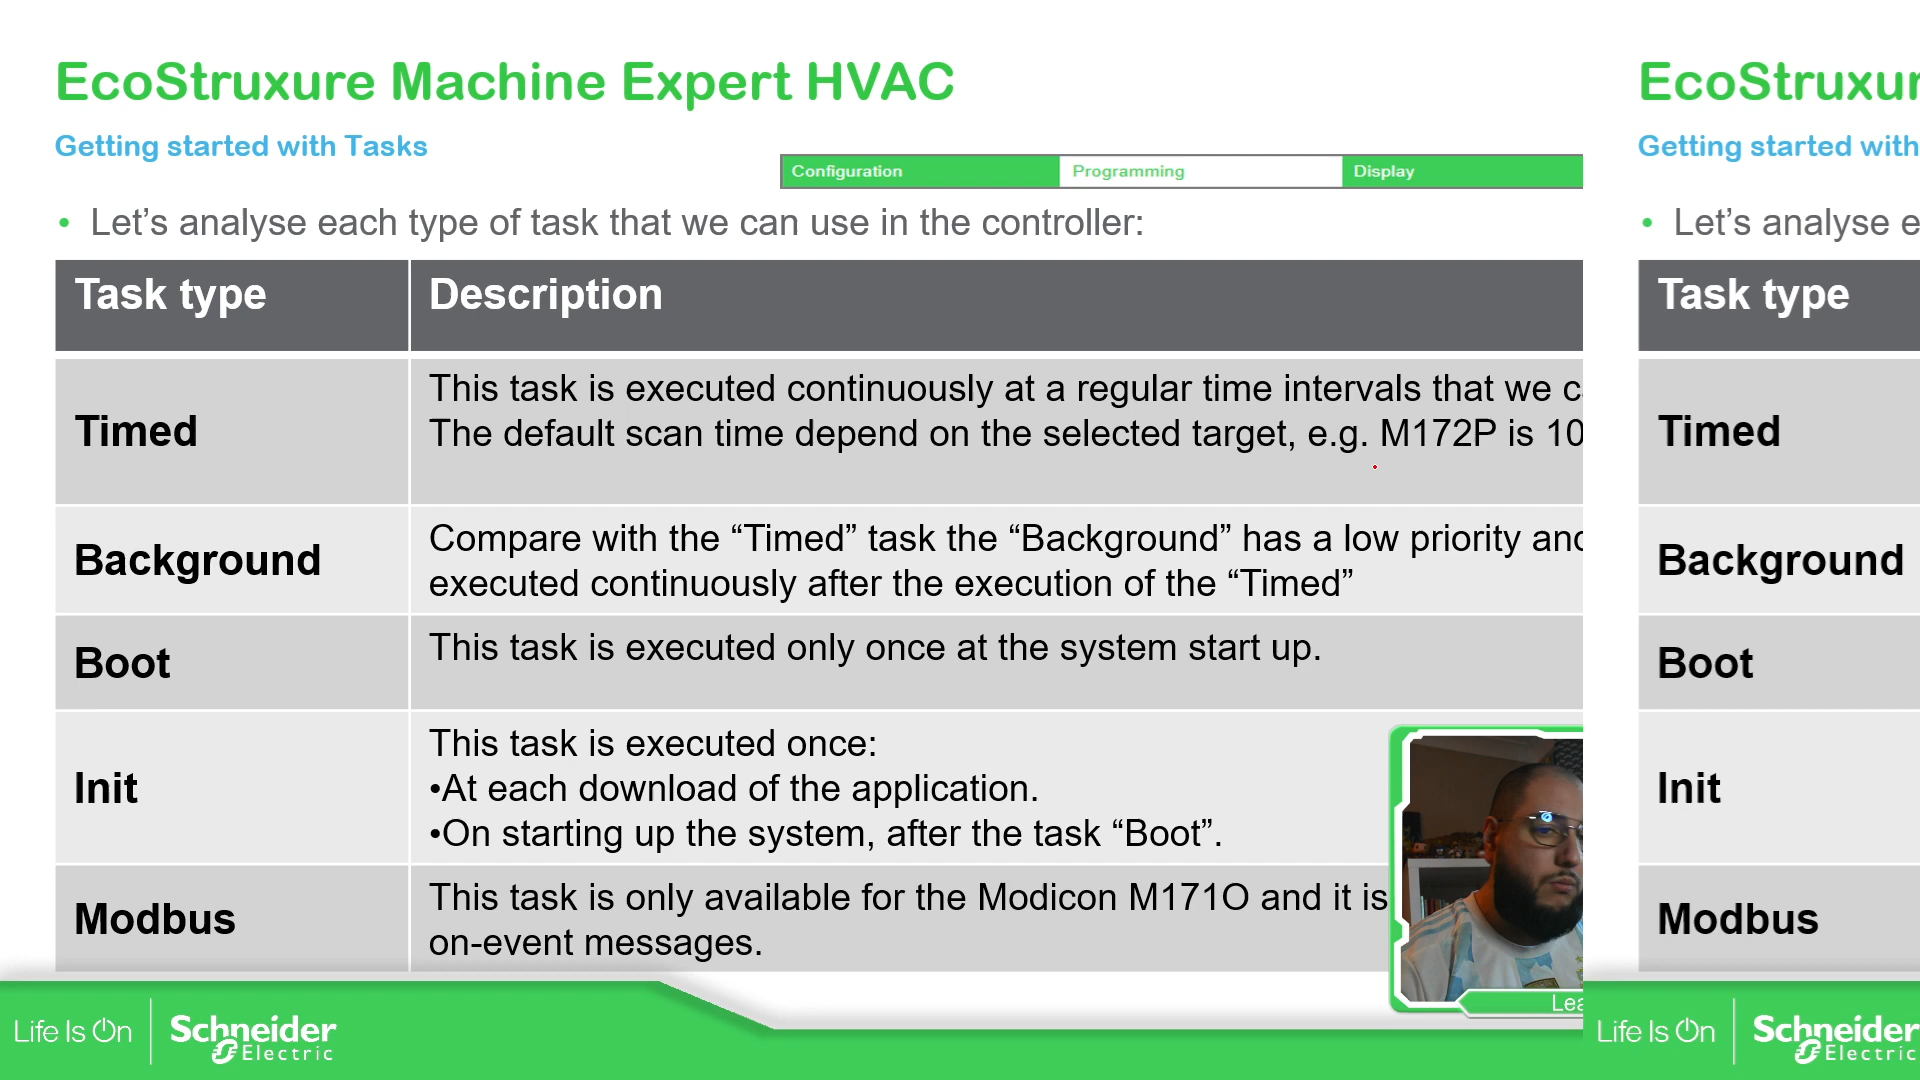 EcoStruxure Machine Expert HVAC
Getting started with Tasks
Configuration
Programming
Display
• Let’s analyse each type of task that we can use in the controller:
Task type
Description
Timed
This task is executed continuously at a regular time intervals that we
The default scan time depend on the selected target, e.g. M172P is 10
Background
Compare with the “Timed” task the “Background” has a low priority and
executed continuously after the execution of the “Timed”
Boot
This task is executed only once at the system start up.
Init
This task is executed once:
•At each download of the application.
•On starting up the system, after the task “Boot”.
Modbus
This task is only available for the Modicon M171O and it is
on-event messages.
Life Is On
Schneider
Electric
Getting started with
• Let’s analyse
Task type
Timed
Background
Boot
Init
Modbus
Life Is On
Schneider
Electric